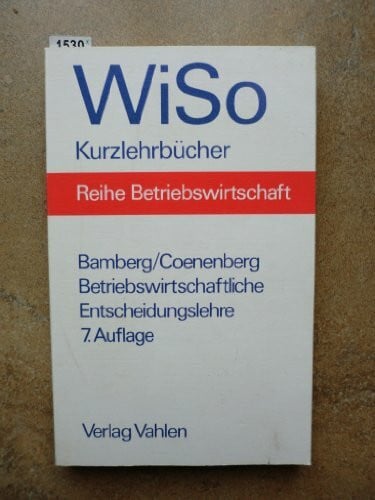 1530
WiSo
Kurzlehrbücher
Reihe Betriebswirtschaft
Bamberg/Coenenberg
Betriebswirtschaftliche
Entscheidungslehre
7. Auflage
Verlag Vahlen